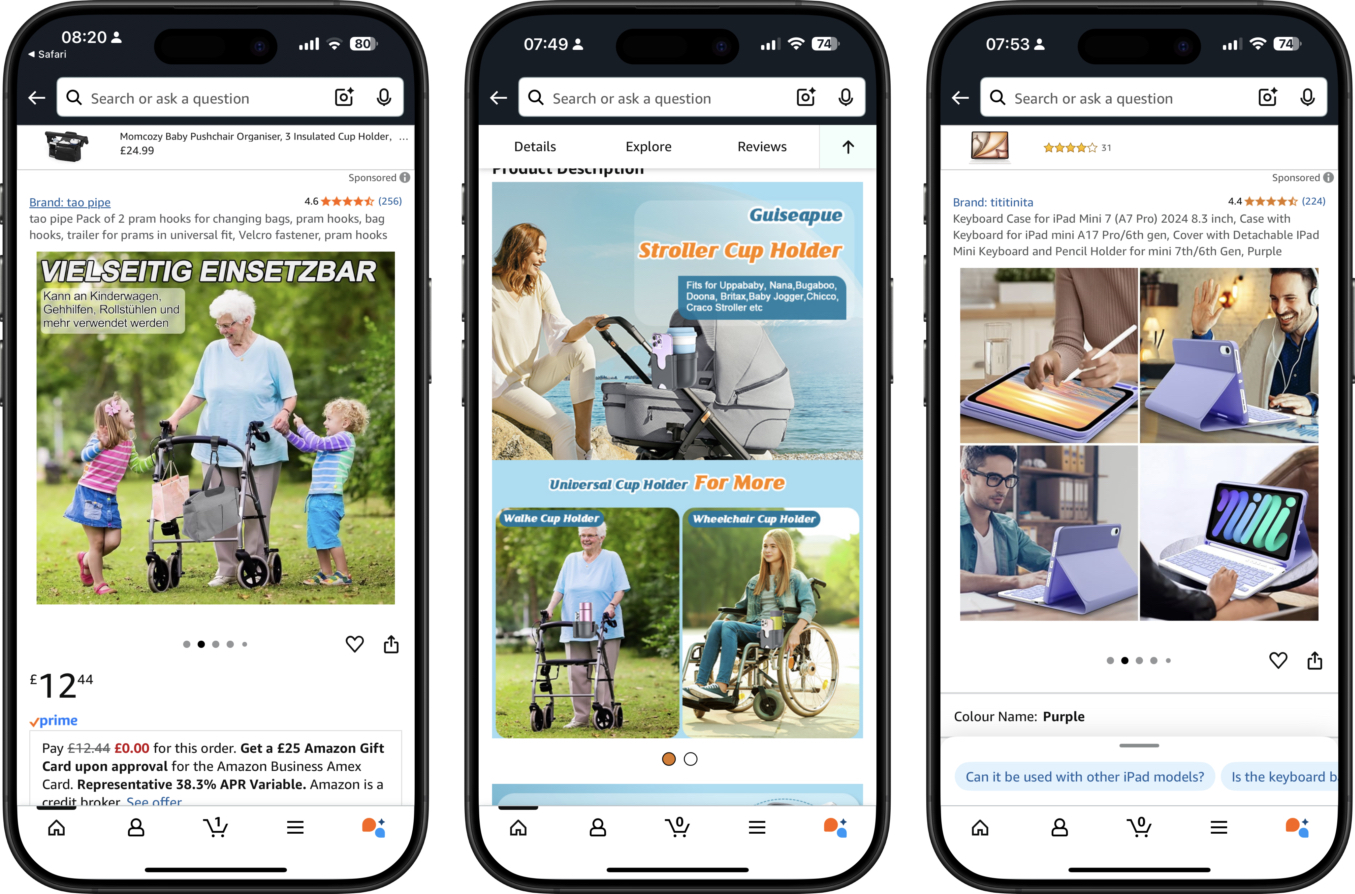 08:20
Safari
80
Search or ask a question
Momcozy Baby Pushchair Organiser, 3 Insulated Cup Holder, …
£24.99
Sponsored
Brand: tao pipe
4.6 (256)
tao pipe Pack of 2 pram hooks for changing bags, pram hooks, bag
hooks, trailer for prams in universal fit, Velcro fastener, pram hooks
VIELSEITIG EINSETZBAR
Kann an Kinderwagen,
Gehhilfen, Rollstühlen und
mehr verwendet werden
£12 44
prime
Pay £12.44 £0.00 for this order. Get a £25 Amazon Gift
Card upon approval for the Amazon Business Amex
Card. Representative 38.3% APR Variable. Amazon is a
credit broker. See offer
1
07:49
74
Search or ask a question
Details
Explore
Reviews
Product Description
Guiseapue
Stroller Cup Holder
Fits for Uppababy, Nana,Bugaboo,
Doona, Britax,Baby Jogger,Chicco,
Graco Stroller etc
Universal Cup Holder For More
Walke Cup Holder
Wheelchair Cup Holder
0
07:53
74
Search or ask a question
31
Sponsored
Brand: tititinita
4.4 (224)
Keyboard Case for iPad Mini 7 (A7 Pro) 2024 8.3 inch, Case with
Keyboard for iPad mini A17 Pro/6th gen, Cover with Detachable IPad
Mini Keyboard and Pencil Holder for mini 7th/6th Gen, Purple
mini
Colour Name: Purple
Can it be used with other iPad models?
Is the keyboard b
0